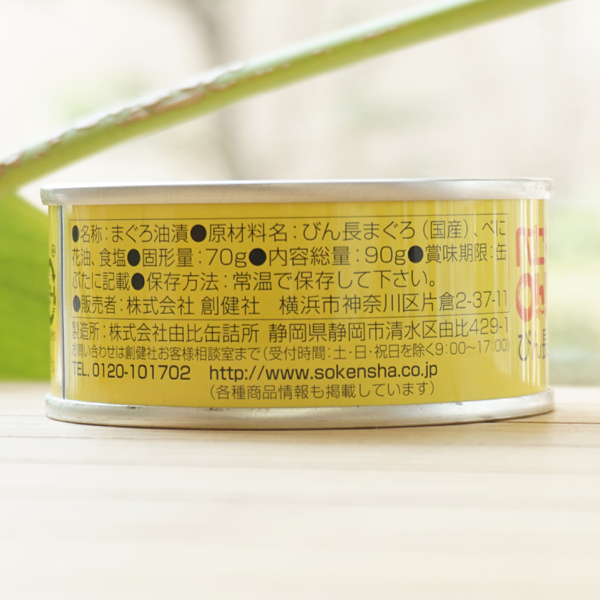 ●名称：まぐろ油漬●原材料名：びん長まぐろ（国産）、べに
花油、食塩●固形量：70g●内容総量：90g●賞味期限：缶
ぶたに記載●保存方法：常温で保存して下さい。
●販売者：株式会社 創健社　横浜市神奈川区片倉2-37-11
製造所：株式会社由比缶詰所 静岡県静岡市清水区由比429-1
お問い合わせは創健社お客様相談室まで（受付時間：土・日・祝日を除く9：00〜17：00）
TEL. 0120-101702　http://www.sokensha.co.jp
（各種商品情報も掲載しています）
びん長